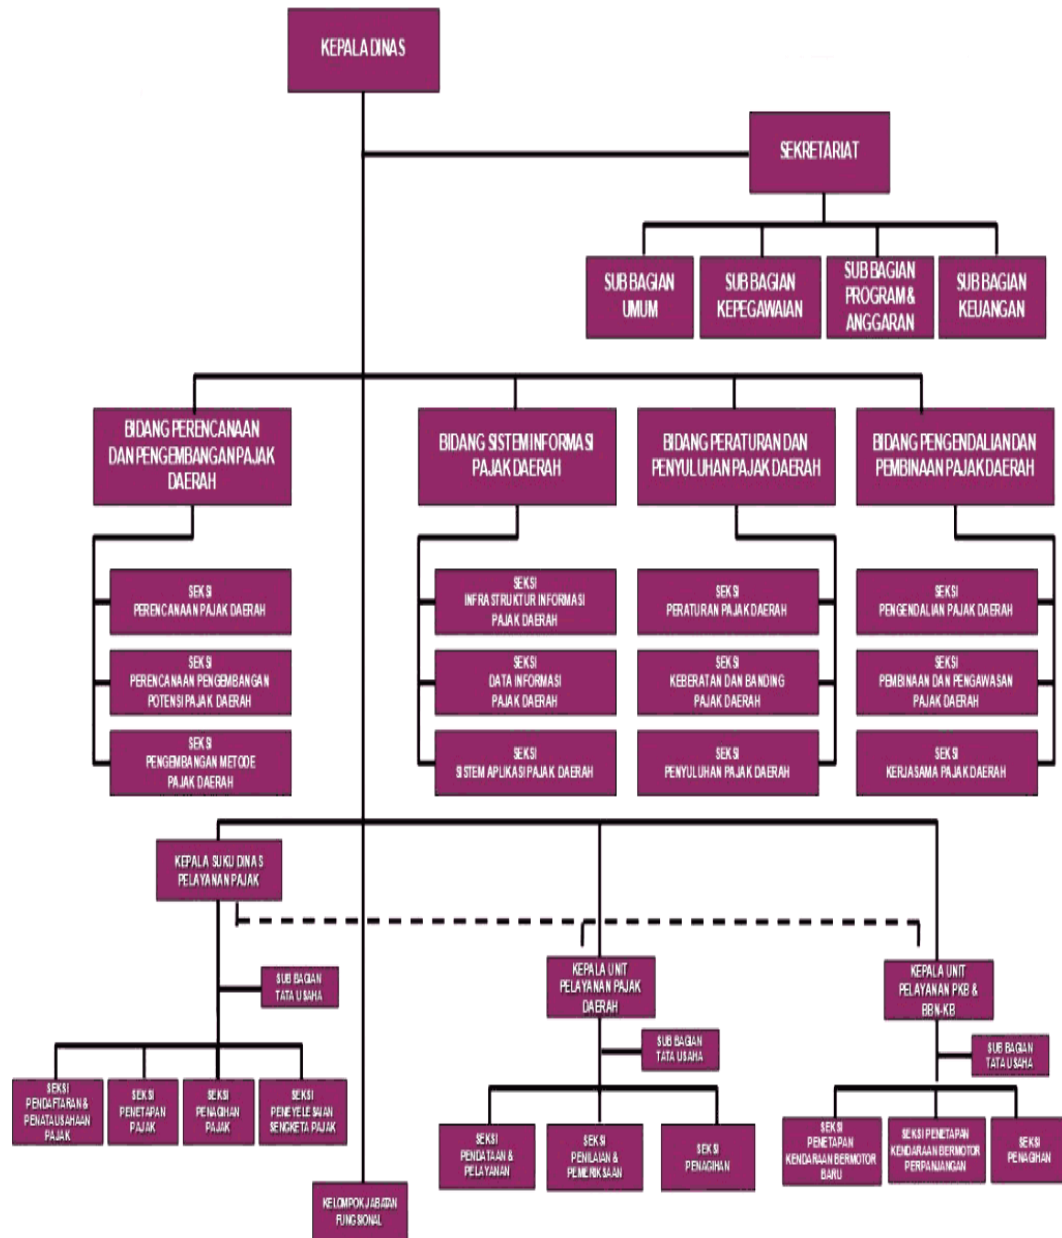 KEPALA DINAS
SEKRETARIAT
SUB BAGIAN
UMUM
SUB BAGIAN
KEPEGAWAIAN
SUB BAGIAN
PROGRAM &
ANGGARAN
SUB BAGIAN
KEUANGAN
BIDANG PERENCANAAN
DAN PENGEMBANGAN PAJAK
DAERAH
BIDANG SISTEM INFORMASI
PAJAK DAERAH
BIDANG PERATURAN DAN
PENYULUHAN PAJAK DAERAH
BIDANG PENGENDALIAN DAN
PEMBINAAN PAJAK DAERAH
SEKSI
PERENCANAAN PAJAK DAERAH
SEKSI
INFRASTRUKTUR INFORMASI
PAJAK DAERAH
SEKSI
PERATURAN PAJAK DAERAH
SEKSI
PENGENDALIAN PAJAK DAERAH
SEKSI
PERENCANAAN PENGEMBANGAN
POTENSI PAJAK DAERAH
SEKSI
DATA INFORMASI
PAJAK DAERAH
SEKSI
KEBERATAN DAN BANDING
PAJAK DAERAH
SEKSI
PEMBINAAN DAN PENGAWASAN
PAJAK DAERAH
SEKSI
PENGEMBANGAN METODE
PAJAK DAERAH
SEKSI
SISTEM APLIKASI PAJAK DAERAH
SEKSI
PENYULUHAN PAJAK DAERAH
SEKSI
KERJASAMA PAJAK DAERAH
KEPALA SUKU DINAS
PELAYANAN PAJAK
SUB BAGIAN
TATA USAHA
SEKSI
PENDAFTARAN &
PENATAUSAHAAN
PAJAK
SEKSI
PENETAPAN
PAJAK
SEKSI
PENAGIHAN
PAJAK
SEKSI
PENEYELESAIAN
SENGKETA PAJAK
KEPALA UNIT
PELAYANAN PAJAK
DAERAH
SUB BAGIAN
TATA USAHA
SEKSI
PENDATAAN &
PELAYANAN
SEKSI
PENILAIAN &
PEMERIKSAAN
SEKSI
PENAGIHAN
KEPALA UNIT
PELAYANAN PKB &
BBN-KB
SUB BAGIAN
TATA USAHA
SEKSI
PENETAPAN
KENDARAAN BERMOTOR
BARU
SEKSI PENETAPAN
KENDARAAN BERMOTOR
PERPANJANGAN
SEKSI
PENAGIHAN
KELOMPOK JABATAN
FUNGSIONAL